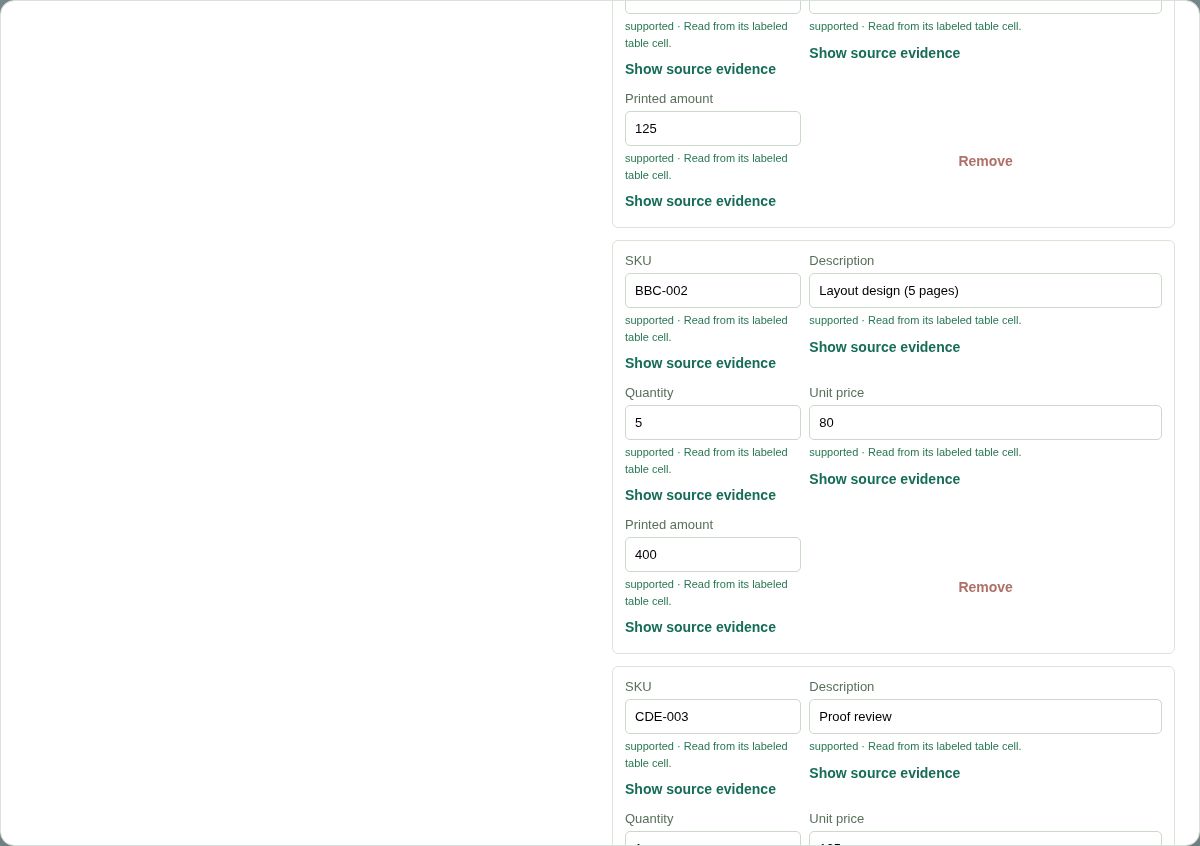 supported · Read from its labeled
table cell.
Show source evidence
supported · Read from its labeled table cell.
Show source evidence
Printed amount
125
supported · Read from its labeled
table cell.
Show source evidence
Remove
SKU
BBC-002
supported · Read from its labeled
table cell.
Show source evidence
Description
Layout design (5 pages)
supported · Read from its labeled table cell.
Show source evidence
Quantity
5
supported · Read from its labeled
table cell.
Show source evidence
Unit price
80
supported · Read from its labeled table cell.
Show source evidence
Printed amount
400
supported · Read from its labeled
table cell.
Show source evidence
Remove
SKU
CDE-003
supported · Read from its labeled
table cell.
Show source evidence
Description
Proof review
supported · Read from its labeled table cell.
Show source evidence
Quantity
Unit price